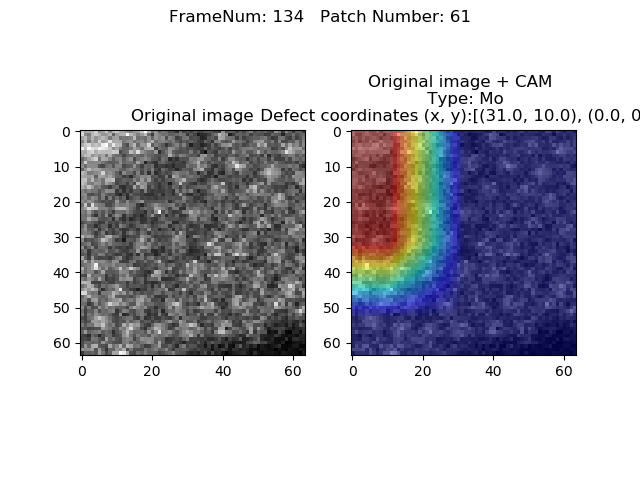 FrameNum: 134   Patch Number: 61
Original image + CAM
Type: Mo
Original image
Defect coordinates (x, y):[(31.0, 10.0), (0.0, 0
0
10
20
30
40
50
60
0 20 40 60
0
10
20
30
40
50
60
0 20 40 60